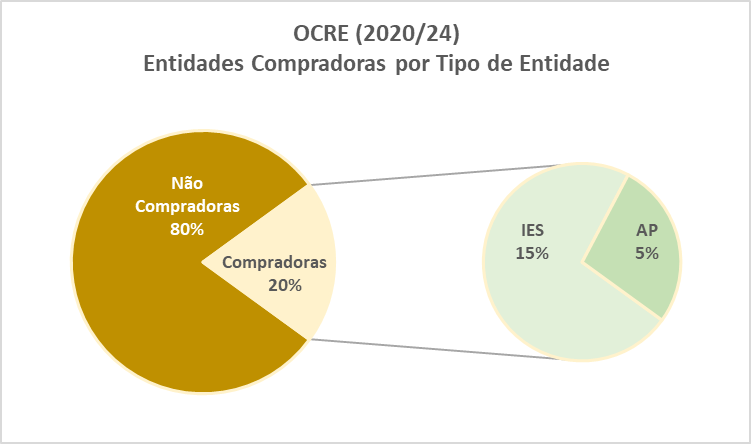 OCRE (2020/24)
Entidades Compradoras por Tipo de Entidade
Não
Compradoras
80%
Compradoras
20%
IES
15%
AP
5%